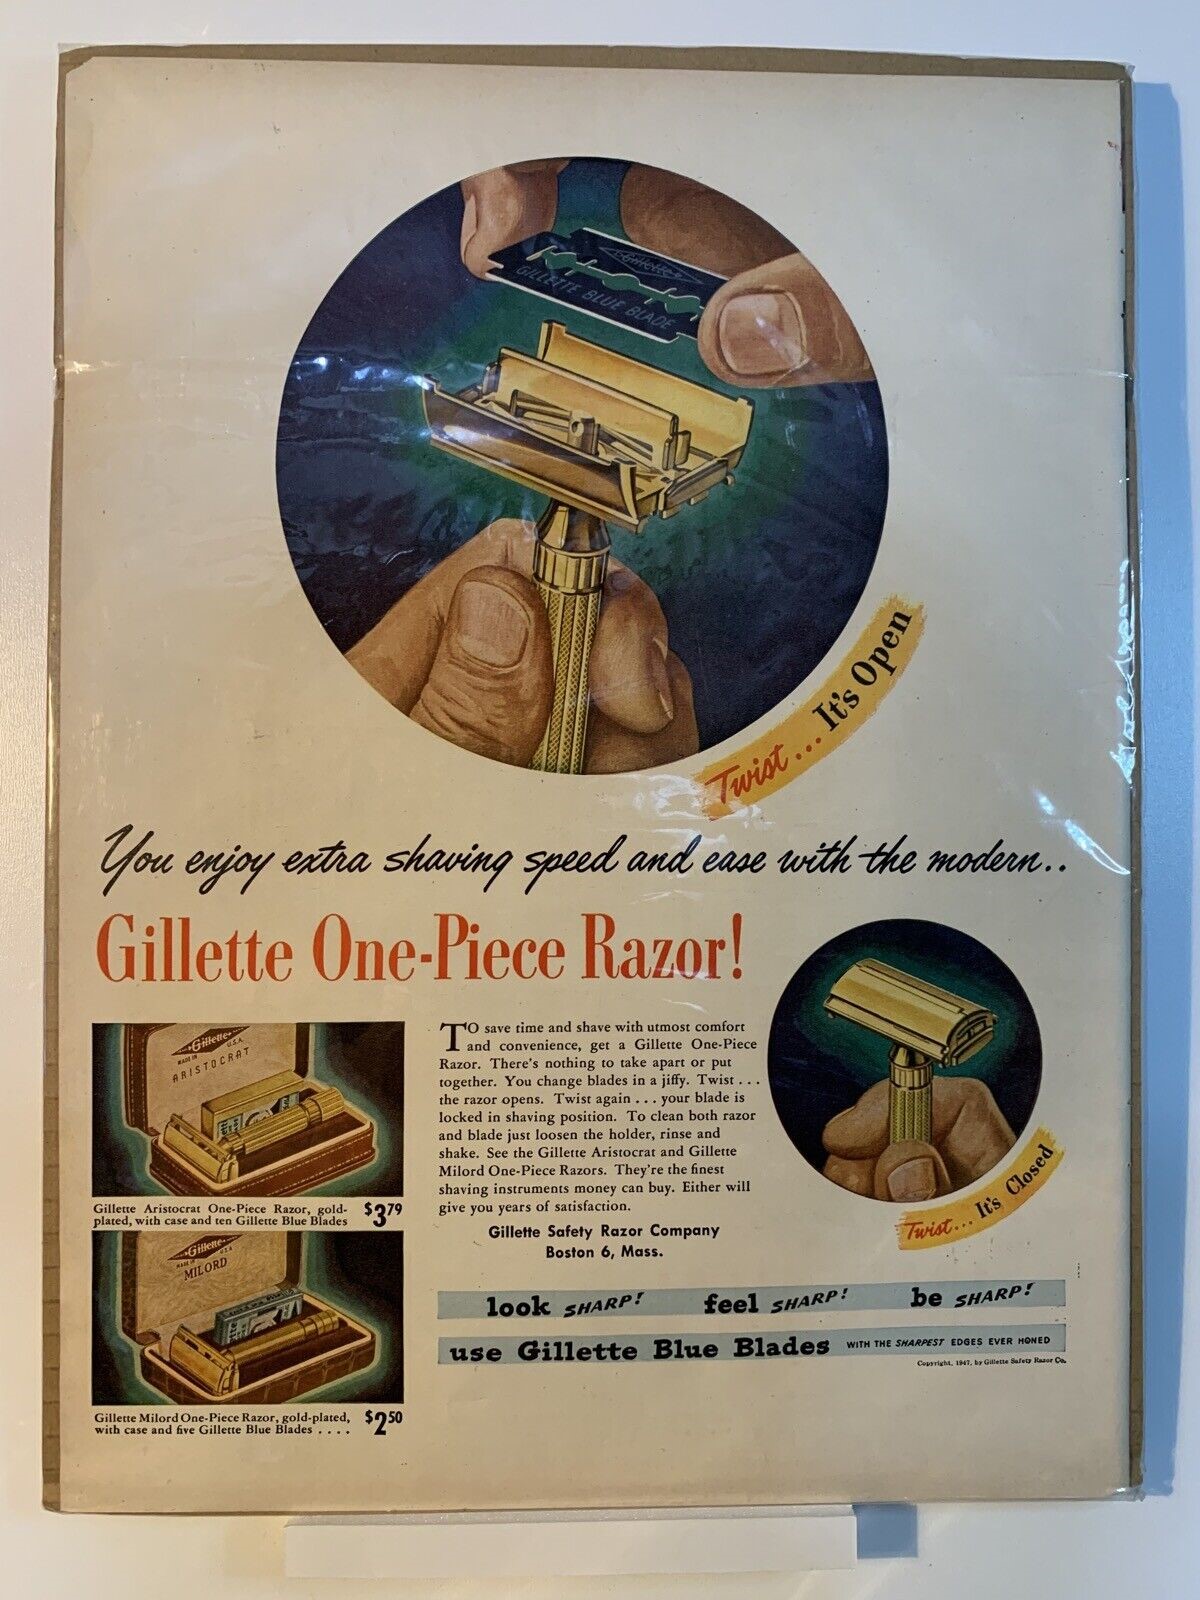 Gillette
GILLETTE BLUE BLADE
Twist... It's Open
You enjoy extra shaving speed and ease with the modern..
Gillette One-Piece Razor!
Gillette
MADE IN U.S.A.
ARISTOCRAT
Gillette Aristocrat One-Piece Razor, gold-
plated, with case and ten Gillette Blue Blades $3.79
Gillette
MADE IN U.S.A.
MILORD
Gillette Milord One-Piece Razor, gold-plated,
with case and five Gillette Blue Blades .... $2.50
TO save time and shave with utmost comfort
and convenience, get a Gillette One-Piece
Razor. There's nothing to take apart or put
together. You change blades in a jiffy. Twist ...
the razor opens. Twist again ... your blade is
locked in shaving position. To clean both razor
and blade just loosen the holder, rinse and
shake. See the Gillette Aristocrat and Gillette
Milord One-Piece Razors. They're the finest
shaving instruments money can buy. Either will
give you years of satisfaction.
Gillette Safety Razor Company
Boston 6, Mass.
Twist... It's Closed
look SHARP! feel SHARP! be SHARP!
use Gillette Blue Blades WITH THE SHARPEST EDGES EVER HONED
Copyright, 1947, by Gillette Safety Razor Co.